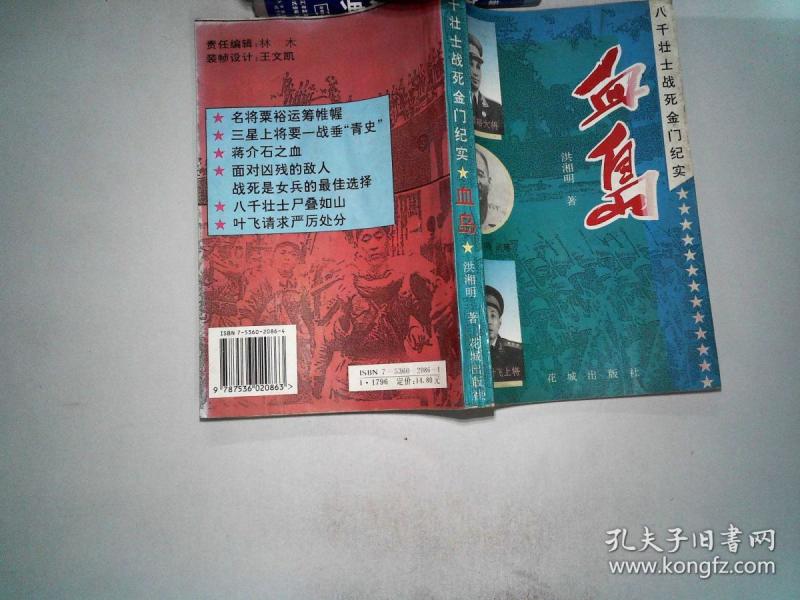 责任编辑:林 木
装帧设计:王文凯
★ 名将粟裕运筹帷幄
★ 三星上将要一战垂“青史”
★ 蒋介石之血
★ 面对凶残的敌人
战死是女兵的最佳选择
★ 八千壮士尸叠如山
★ 叶飞请求严厉处分
ISBN 7-5360-2086-4
9 787536 020863 >
ISBN 7—5360—2086—4
I·1796 定价:14.80元
千壮士战死金门纪实 ★ 血岛 ★ 洪湘明 著 花城出版社
血岛
洪湘明 著
八千壮士战死金门纪实
裕大将
叶飞上将
花城出版社
孔夫子旧书网
www.kongfz.com